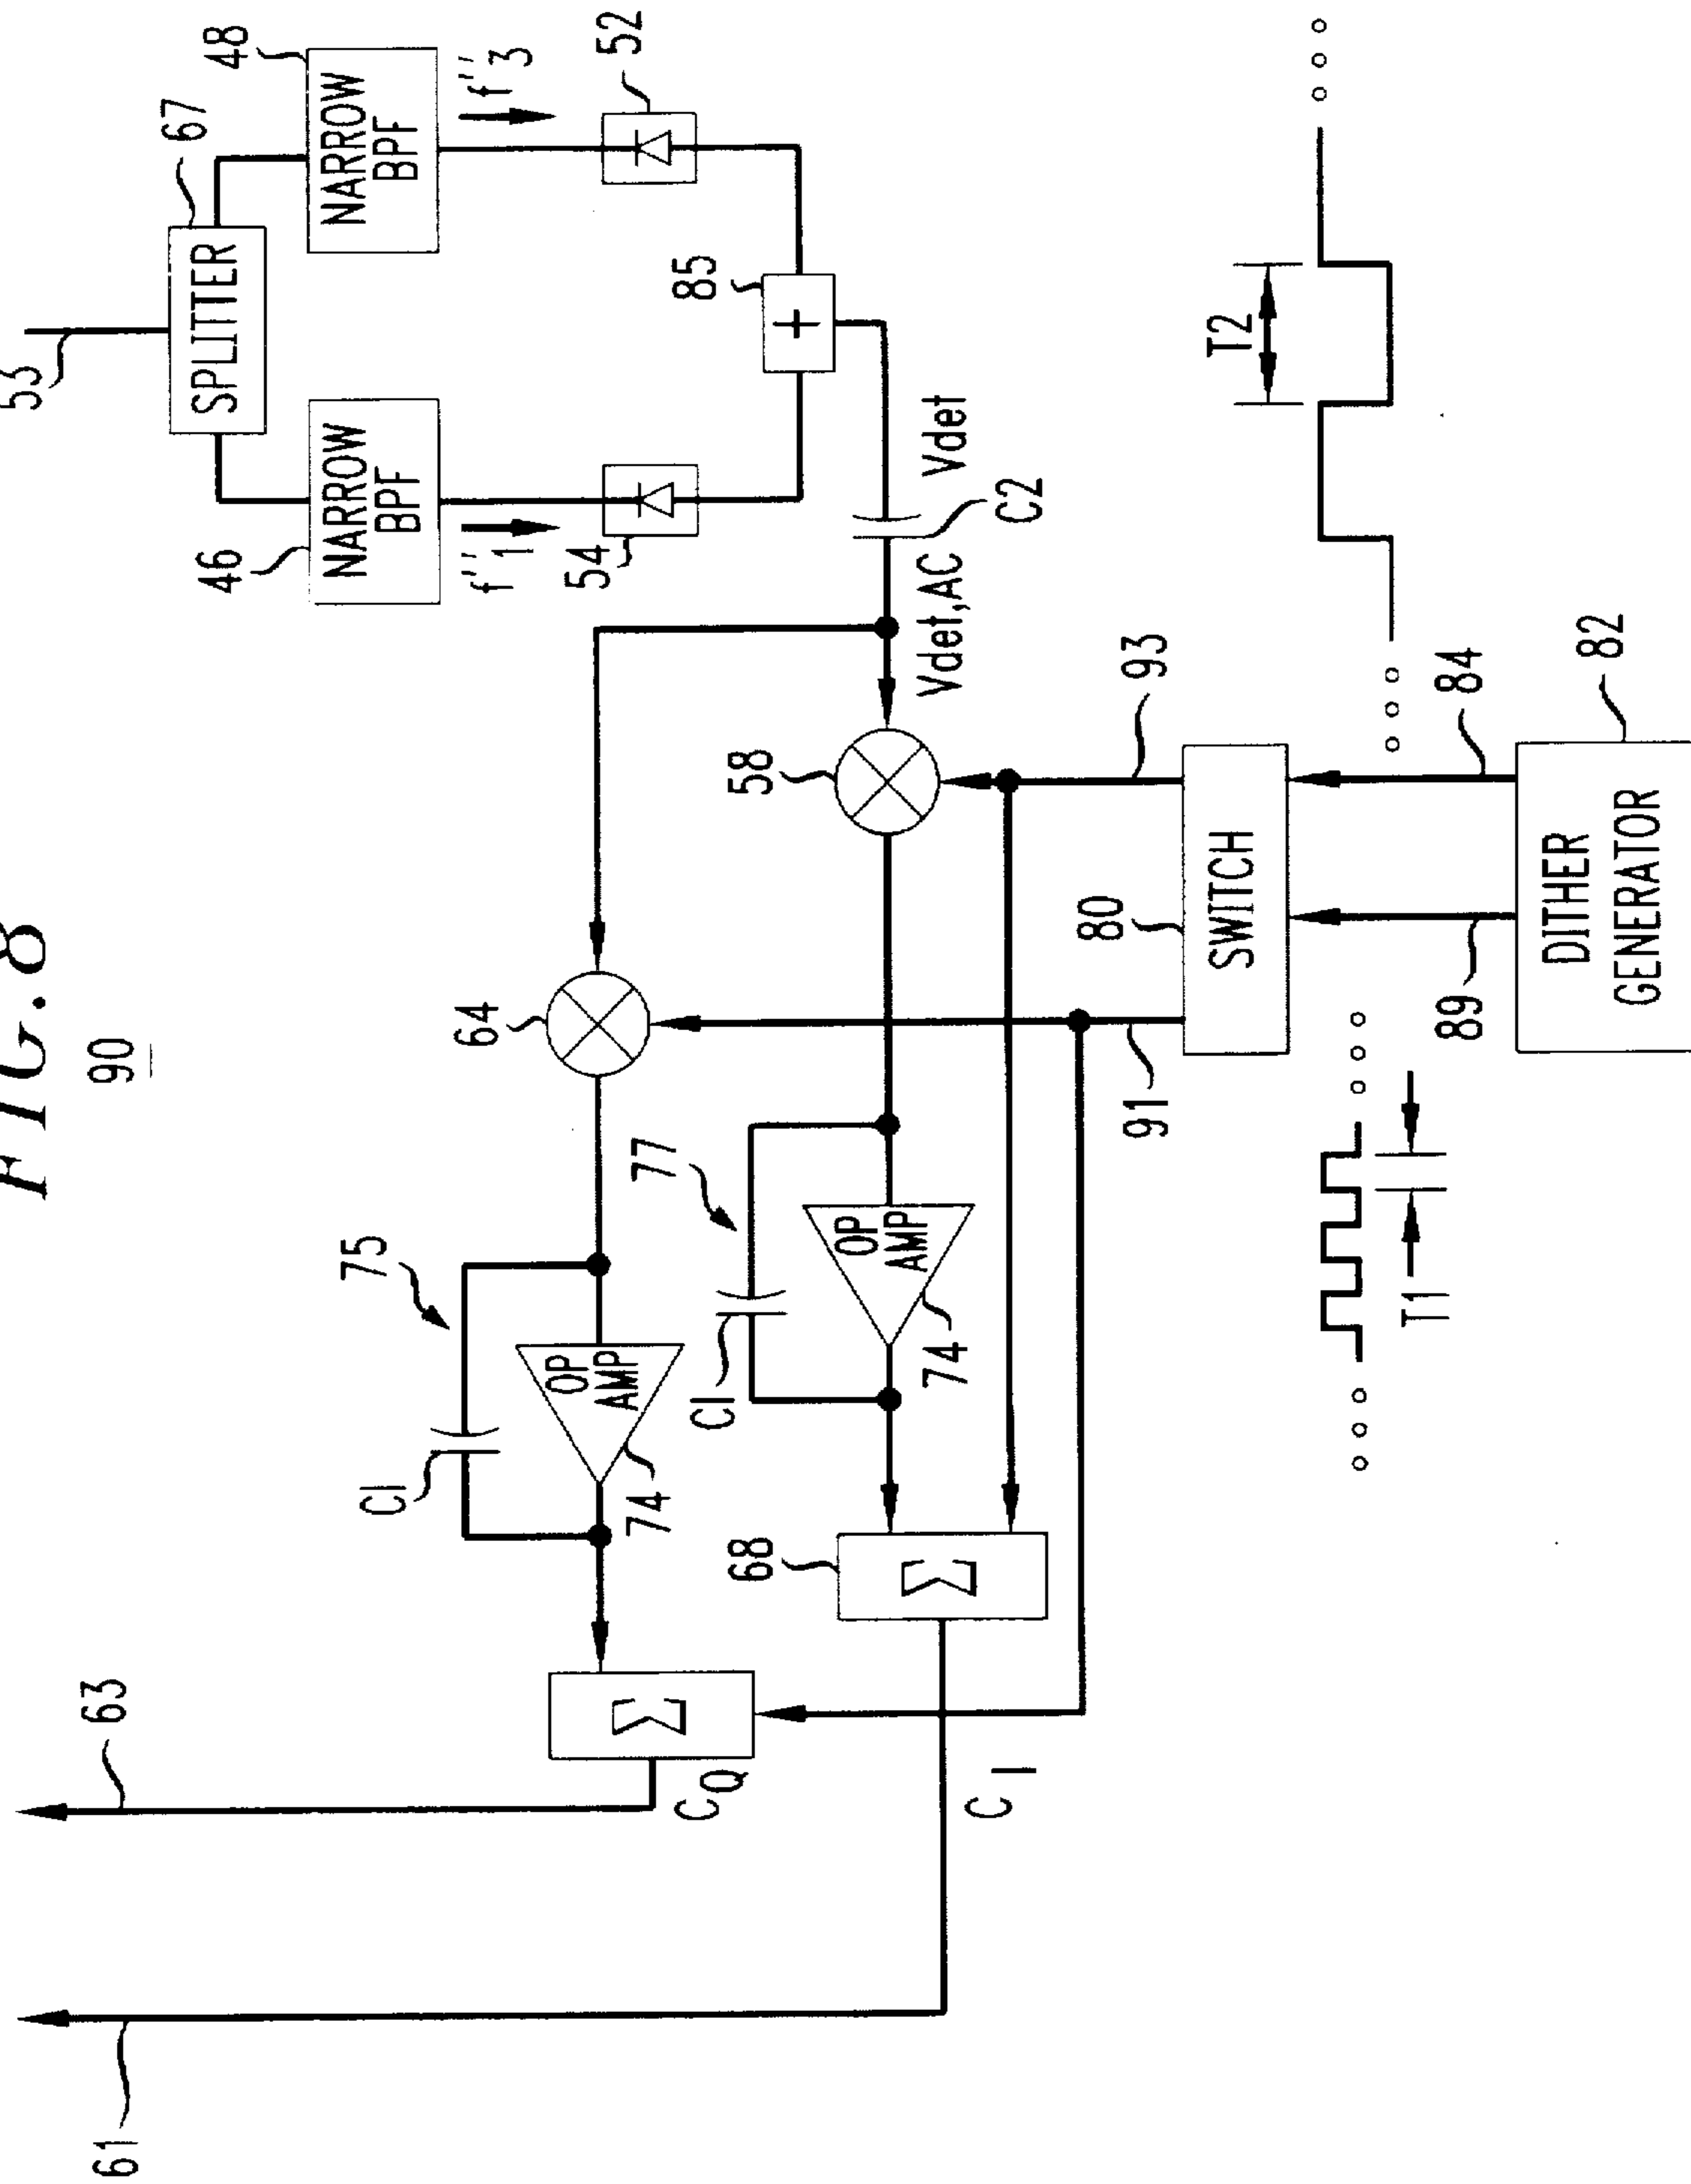 FIG. 8
90
53
SPLITTER
67
46
NARROW
BPF
48
NARROW
BPF
f''1
f''3
54
52
85
+
Vdet
C2
Vdet,AC
64
58
75
CI
OP
AMP
74
77
CI
OP
AMP
74
68
Σ
Σ
63
CQ
61
CI
91
93
80
SWITCH
T1
T2
89
84
DITHER
GENERATOR
82